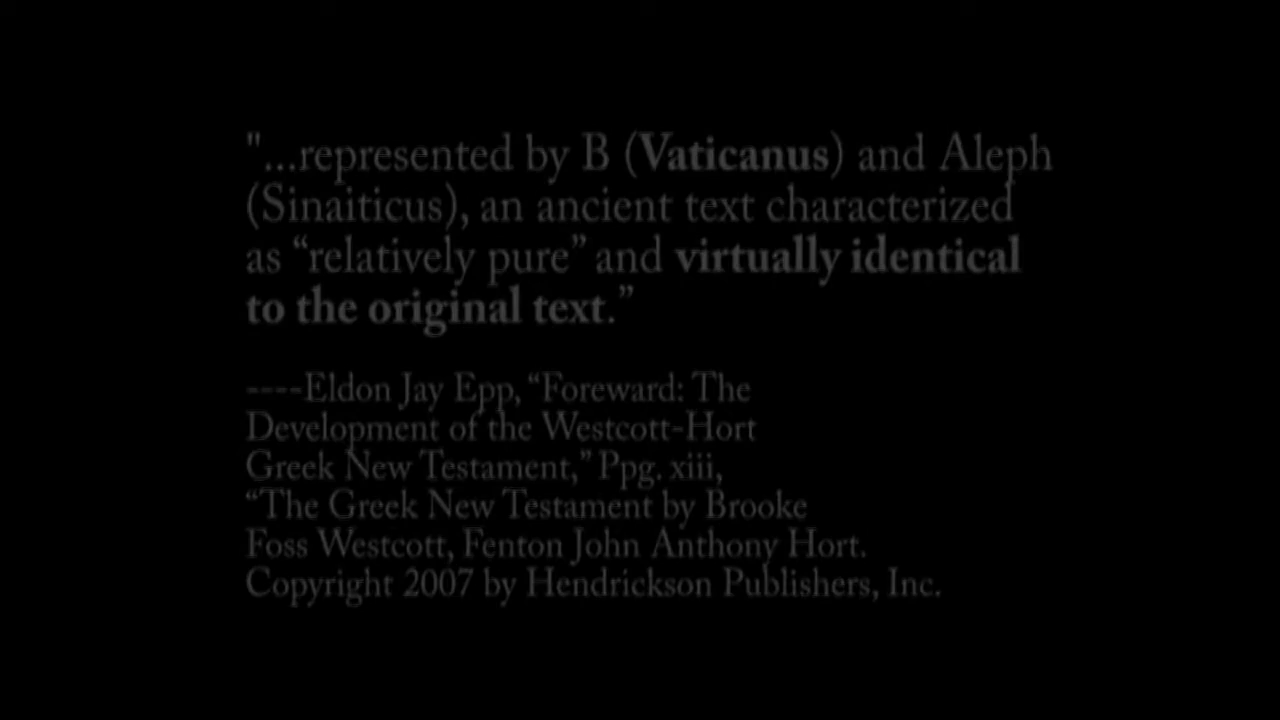 "...represented by B (Vaticanus) and Aleph
(Sinaiticus), an ancient text characterized
as “relatively pure” and virtually identical
to the original text.”
----Eldon Jay Epp, “Foreward: The
Development of the Westcott-Hort
Greek New Testament,” Ppg. xiii,
“The Greek New Testament by Brooke
Foss Westcott, Fenton John Anthony Hort.
Copyright 2007 by Hendrickson Publishers, Inc.